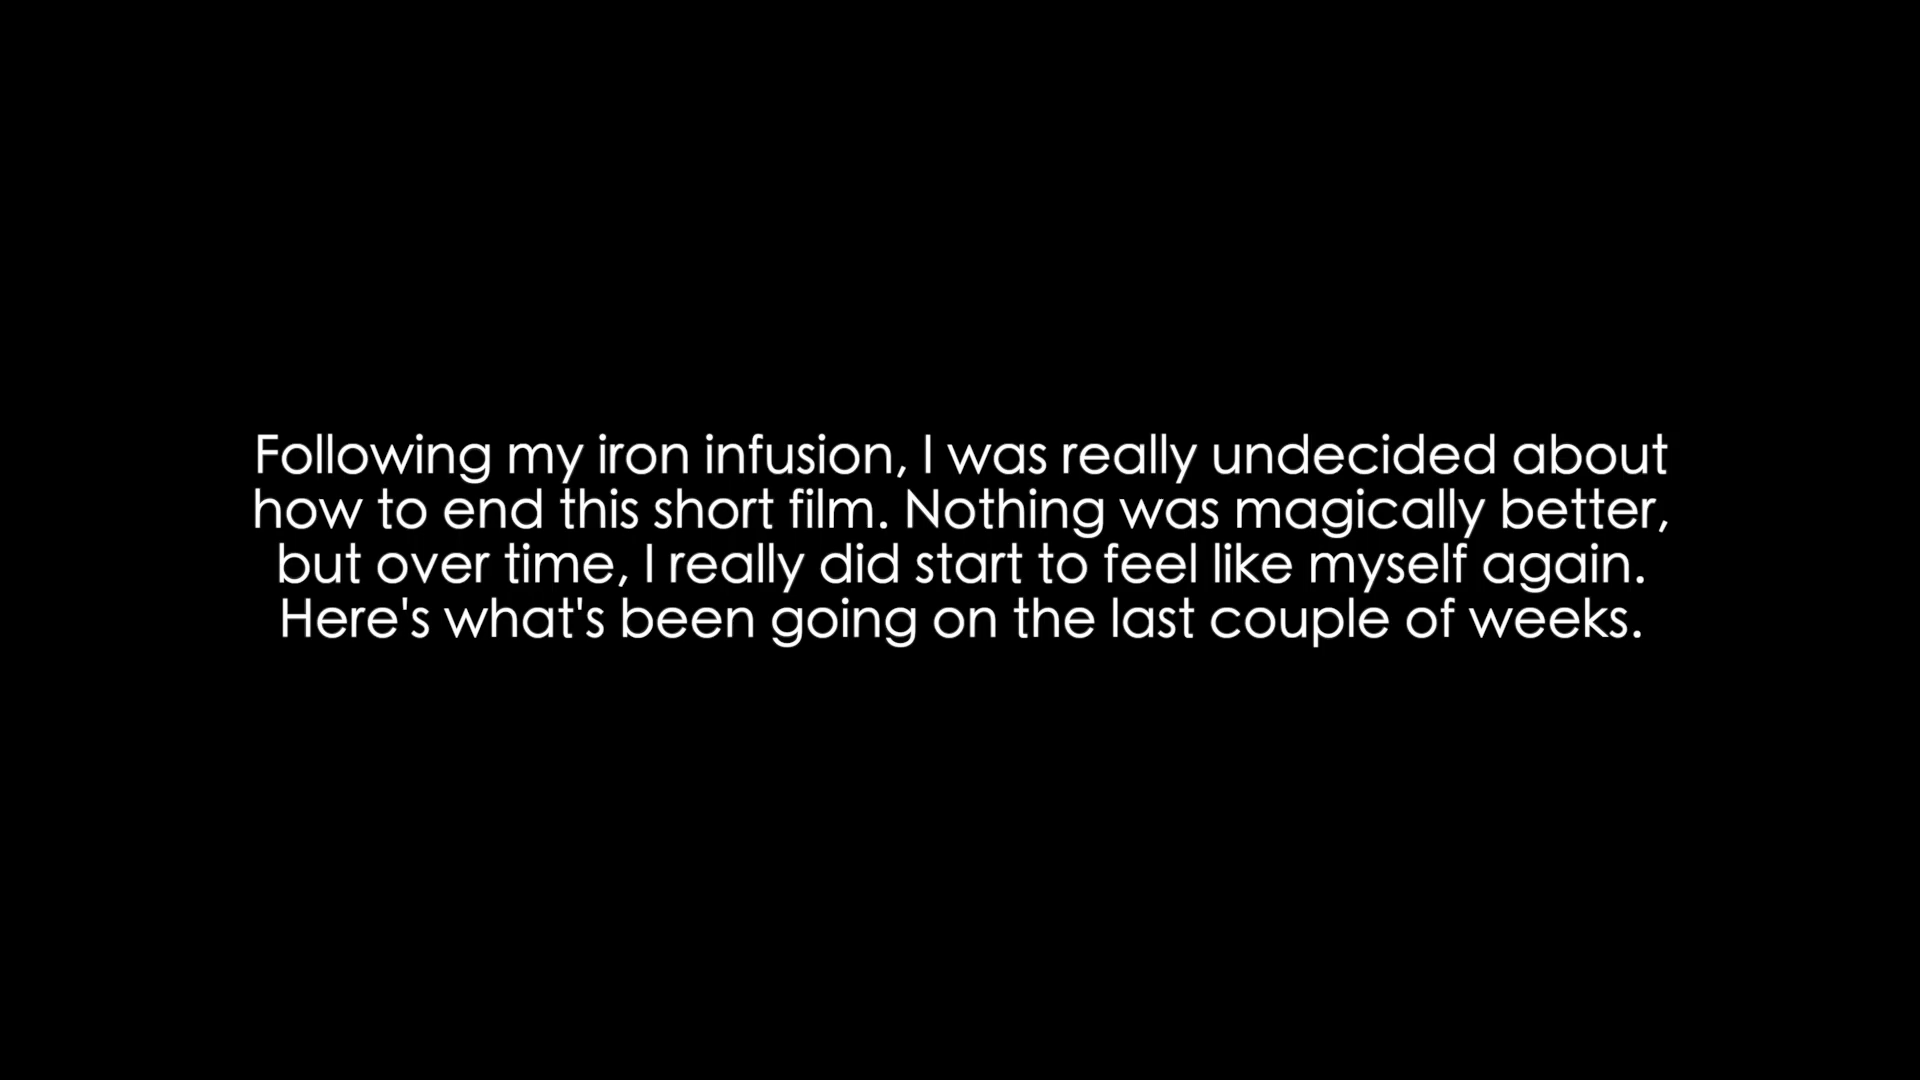 Following my iron infusion, I was really undecided about
how to end this short film. Nothing was magically better,
but over time, I really did start to feel like myself again.
Here's what's been going on the last couple of weeks.